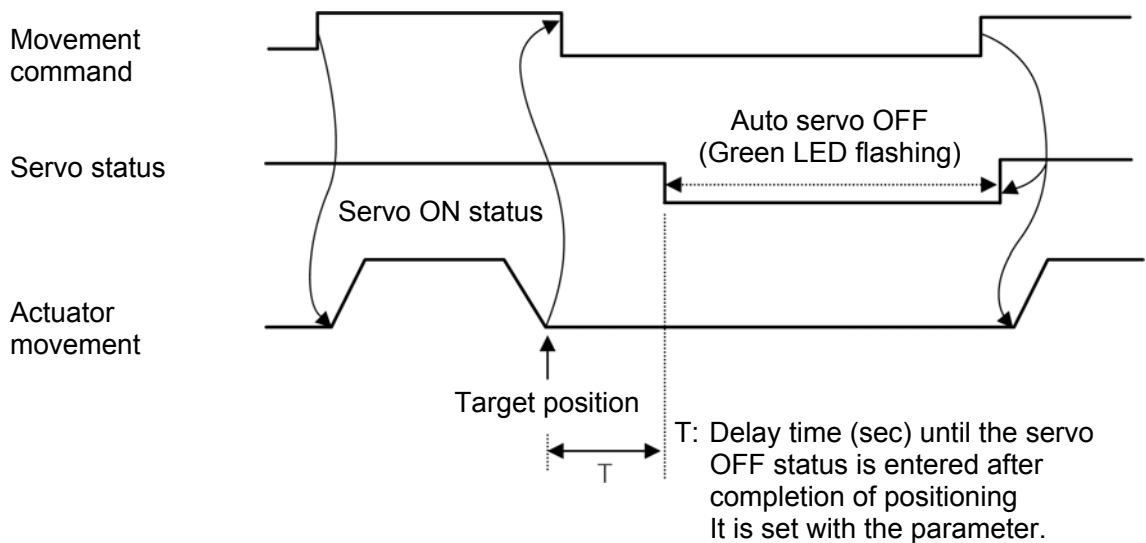 Movement
command
Auto servo OFF
(Green LED flashing)
Servo status
Servo ON status
Actuator
movement
Target position
T
T: Delay time (sec) until the servo
OFF status is entered after
completion of positioning
It is set with the parameter.